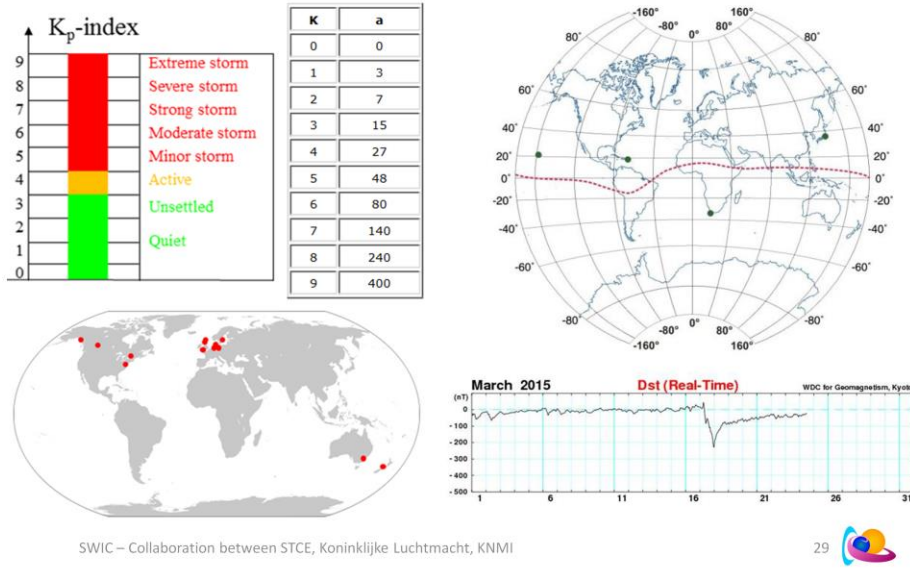 Kp-index
9 Extreme storm
8 Severe storm
7 Strong storm
6 Moderate storm
5 Minor storm
4 Active
3 Unsettled
2
1 Quiet
0
K a
0 0
1 3
2 7
3 15
4 27
5 48
6 80
7 140
8 240
9 400
-160° 160°
0°
80° 80°
60° 60°
40° 40°
20° 20°
0° 0°
-20° -20°
-40° -40°
-60° -60°
-80° -80°
0°
160° -160°
March 2015 Dst (Real-Time) WDC for Geomagnetism, Kyoto
(nT)
0
-100
-200
-300
-400
-500
1 6 11 16 21 26 31
SWIC – Collaboration between STCE, Koninklijke Luchtmacht, KNMI
29